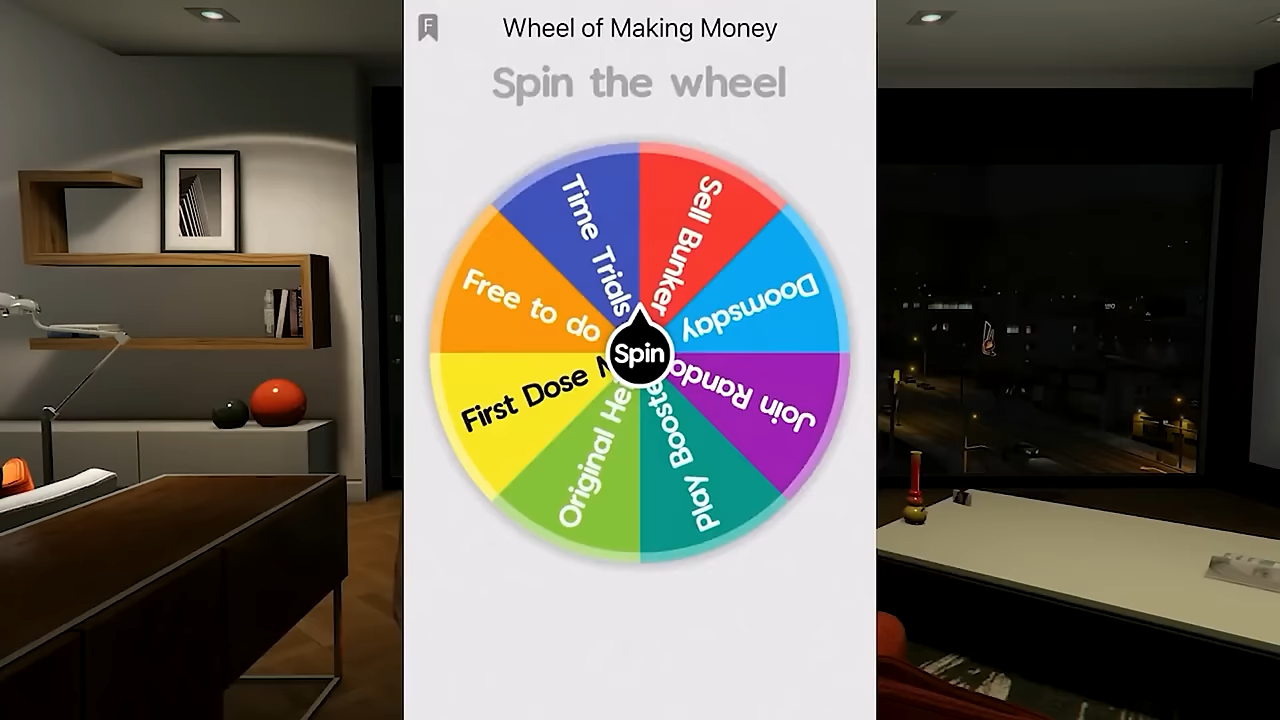 F
Wheel of Making Money
Spin the wheel
Sell Bunker
Doomsday
Join Rando
Play Booste
Original He
First Dose
Free to do
Time Trials
Spin